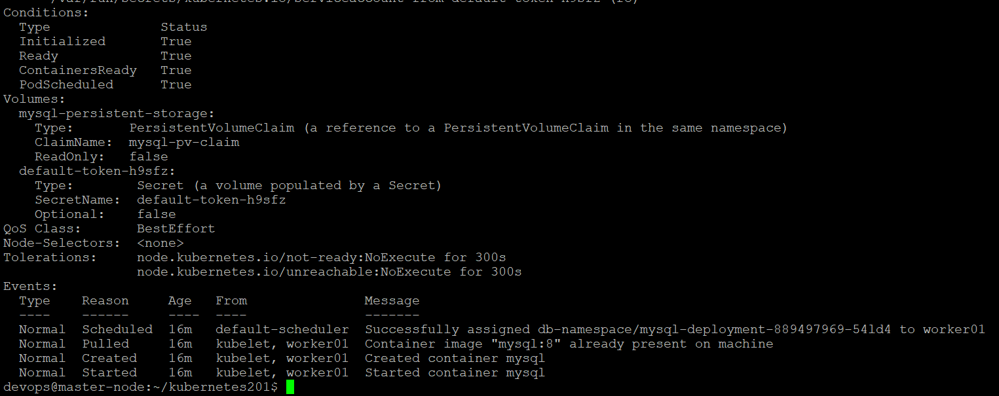 /var/run/secrets/kubernetes.io/serviceaccount from default-token-h9sfz (ro)
Conditions:
  Type              Status
  Initialized       True
  Ready             True
  ContainersReady   True
  PodScheduled      True
Volumes:
  mysql-persistent-storage:
    Type:       PersistentVolumeClaim (a reference to a PersistentVolumeClaim in the same namespace)
    ClaimName:  mysql-pv-claim
    ReadOnly:   false
  default-token-h9sfz:
    Type:        Secret (a volume populated by a Secret)
    SecretName:  default-token-h9sfz
    Optional:    false
QoS Class:       BestEffort
Node-Selectors:  <none>
Tolerations:     node.kubernetes.io/not-ready:NoExecute for 300s
                 node.kubernetes.io/unreachable:NoExecute for 300s
Events:
  Type    Reason     Age   From               Message
  ----    ------     ----  ----               -------
  Normal  Scheduled  16m   default-scheduler  Successfully assigned db-namespace/mysql-deployment-889497969-54ld4 to worker01
  Normal  Pulled     16m   kubelet, worker01  Container image "mysql:8" already present on machine
  Normal  Created    16m   kubelet, worker01  Created container mysql
  Normal  Started    16m   kubelet, worker01  Started container mysql
devops@master-node:~/kubernetes201$